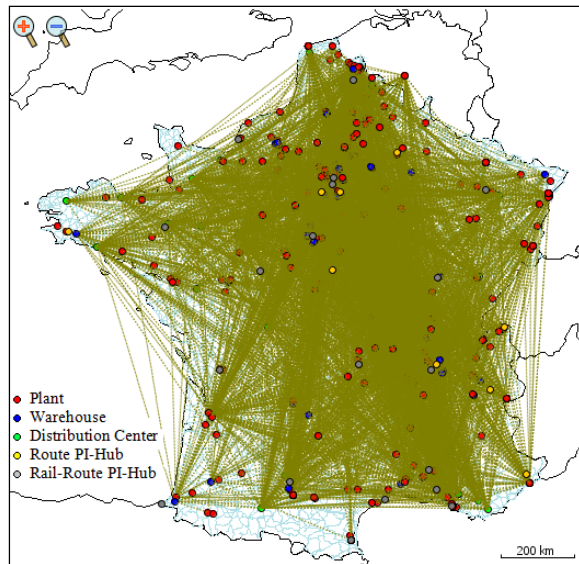 Plant
Warehouse
Distribution Center
Route PI-Hub
Rail-Route PI-Hub
200 km